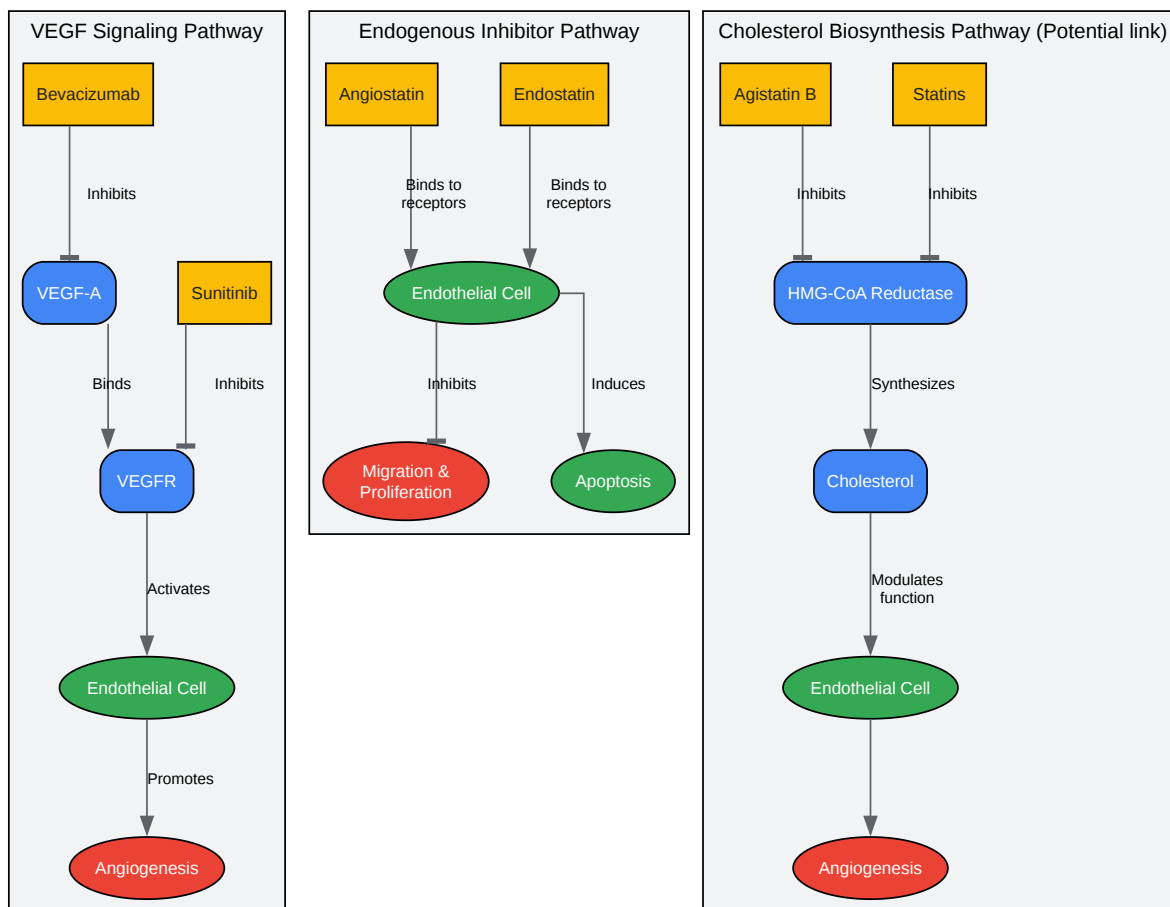 VEGF Signaling Pathway
Bevacizumab
Inhibits
VEGF-A
Sunitinib
Binds
Inhibits
VEGFR
Activates
Endothelial Cell
Promotes
Angiogenesis
Endogenous Inhibitor Pathway
Angiostatin
Endostatin
Binds to
receptors
Binds to
receptors
Endothelial Cell
Inhibits
Induces
Migration &
Proliferation
Apoptosis
Cholesterol Biosynthesis Pathway (Potential link)
Agistatin B
Statins
Inhibits
Inhibits
HMG-CoA Reductase
Synthesizes
Cholesterol
Modulates
function
Endothelial Cell
Angiogenesis